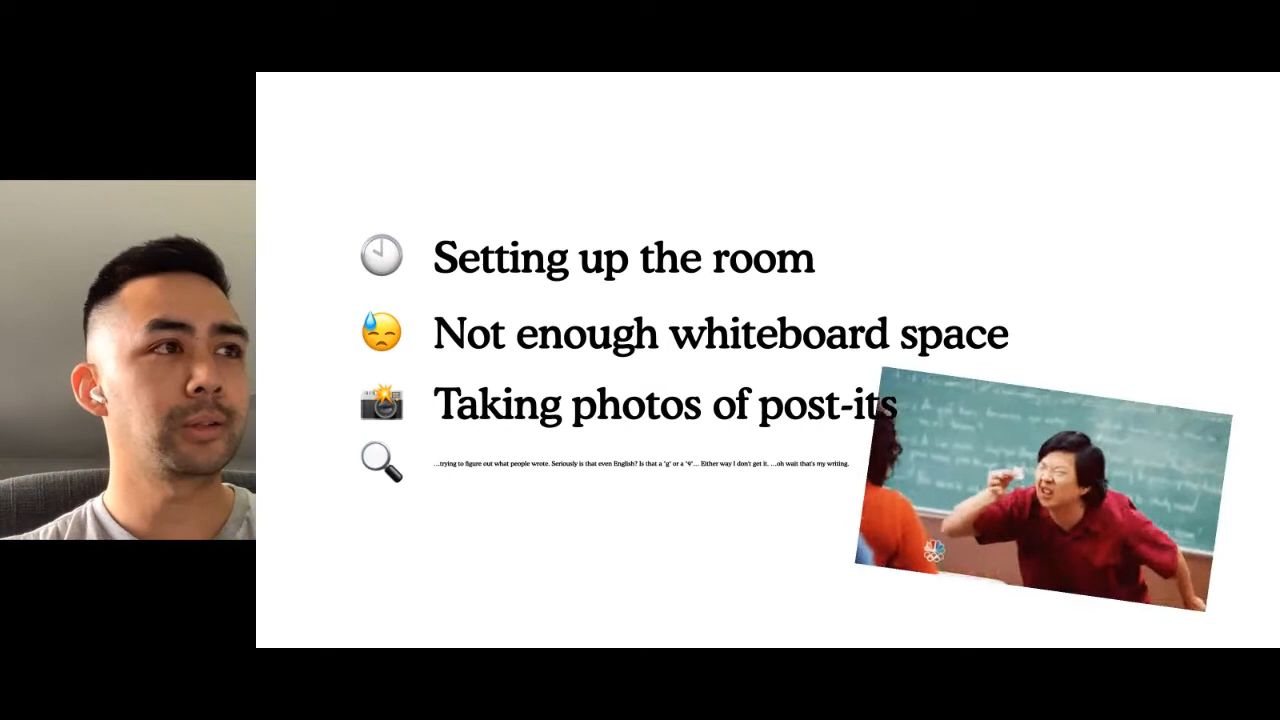 Setting up the room
Not enough whiteboard space
Taking photos of post-its
...trying to figure out what people wrote. Seriously is that even English? Is that a 'g' or a '9'... Either way I don't get it. ...oh wait that's my writing.